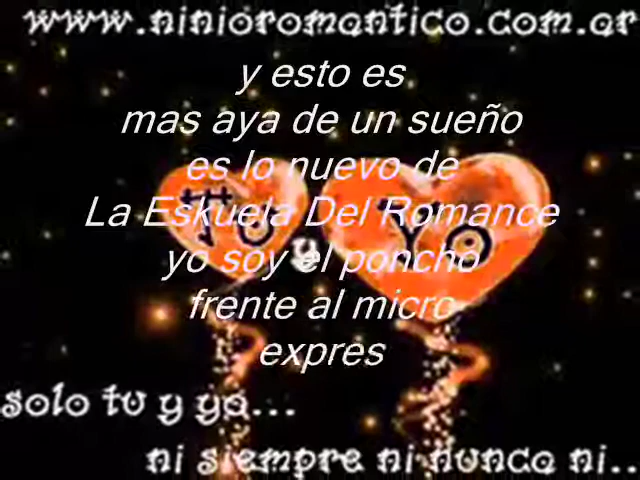 www.ninioromantico.com.ar
y esto es
mas aya de un sueño
es lo nuevo de
La Eskuela Del Romance
yo soy el poncho
frente al micro
expres
Tu y Yo
solo tu y yo...
ni siempre ni nunca ni..